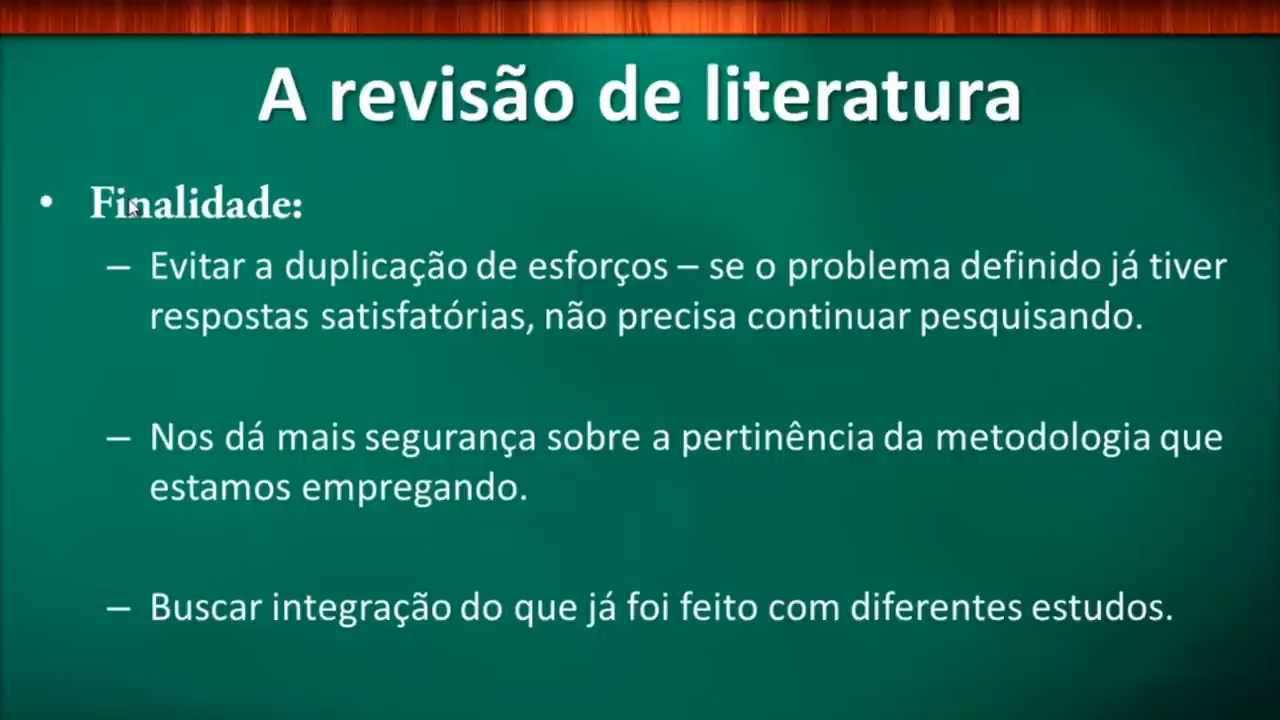 A revisão de literatura
• Finalidade:
– Evitar a duplicação de esforços – se o problema definido já tiver
respostas satisfatórias, não precisa continuar pesquisando.
– Nos dá mais segurança sobre a pertinência da metodologia que
estamos empregando.
– Buscar integração do que já foi feito com diferentes estudos.